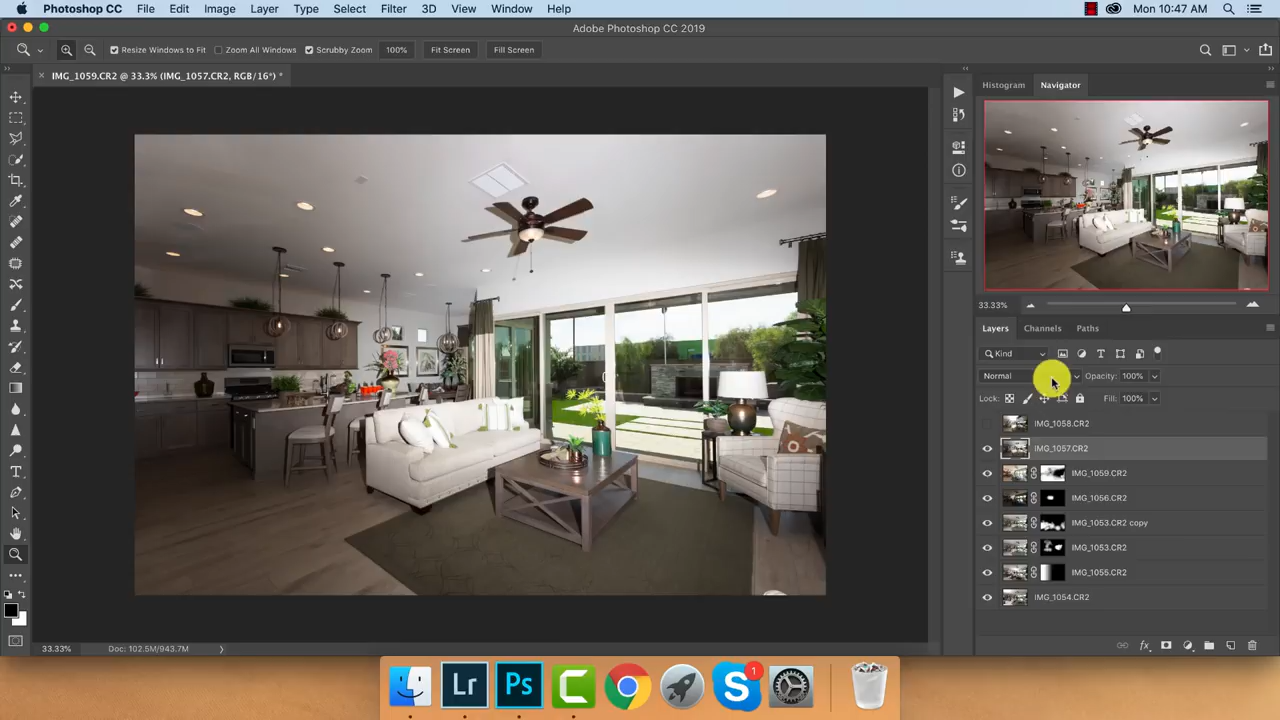 Photoshop CC File Edit Image Layer Type Select Filter 3D View Window Help Mon 10:47 AM
Adobe Photoshop CC 2019
Resize Windows to Fit Zoom All Windows Scrubby Zoom 100% Fit Screen Fill Screen
IMG_1059.CR2 @ 33.3% (IMG_1057.CR2, RGB/16*) *
Histogram Navigator
33.33%
Layers Channels Paths
Kind
Normal Opacity: 100%
Lock: Fill: 100%
IMG_1058.CR2
IMG_1057.CR2
IMG_1059.CR2
IMG_1056.CR2
IMG_1053.CR2 copy
IMG_1053.CR2
IMG_1055.CR2
IMG_1054.CR2
fx
33.33% Doc: 102.5M/943.7M
Lr Ps C S 1